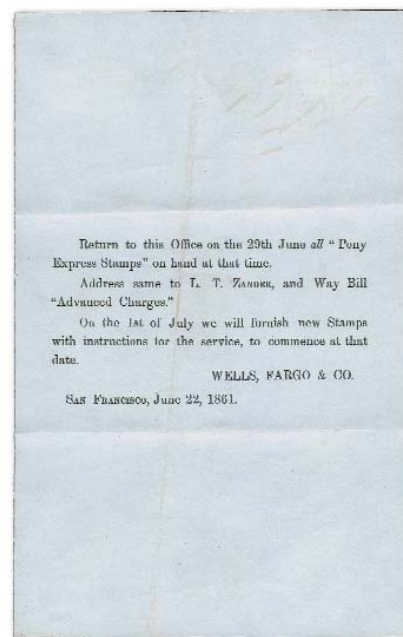 Return to this Office on the 29th June all "Pony
Express Stamps" on hand at that time.
Address same to L. T. ZANDER, and Way Bill
"Advanced Charges."
On the 1st of July we will furnish new Stamps
with instructions for the service, to commence at that
date.
WELLS, FARGO & CO.
SAN FRANCISCO, June 22, 1861.